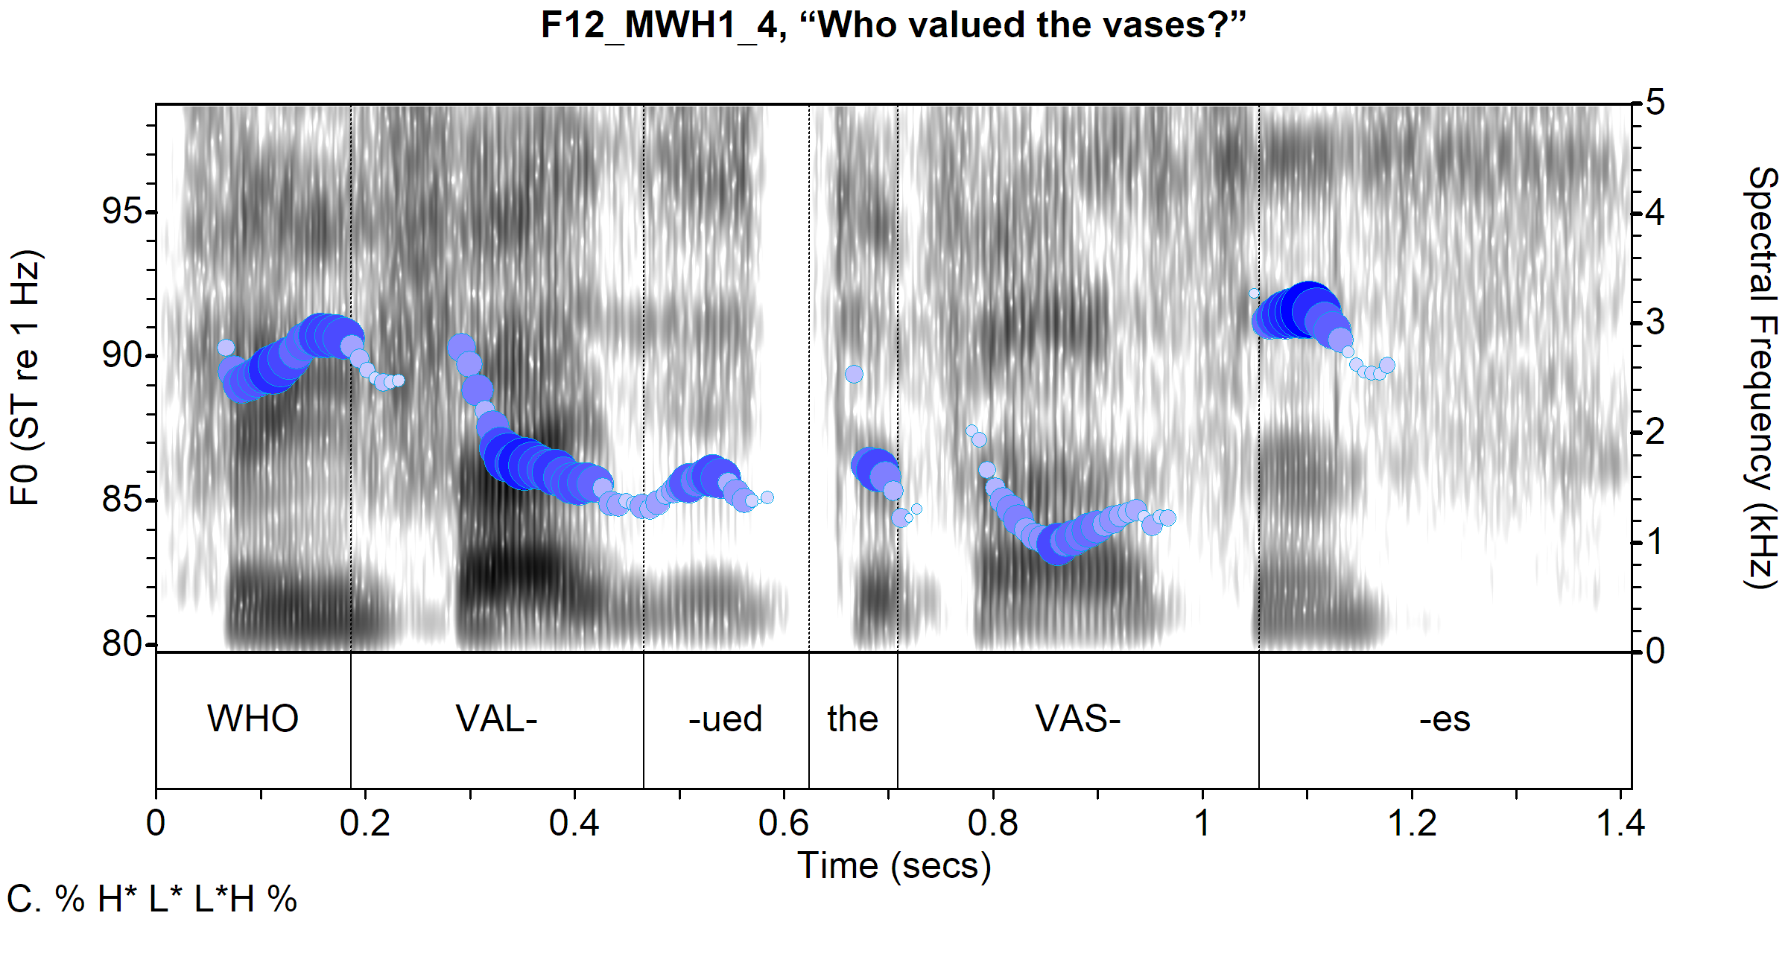 F12_MWH1_4, “Who valued the vases?”
F0 (ST re 1 Hz)
95
90
85
80
5
4
3
2
1
0
Spectral Frequency (kHz)
WHO VAL- -ued the VAS- -es
0 0.2 0.4 0.6 0.8 1 1.2 1.4
Time (secs)
C. % H* L* L*H %